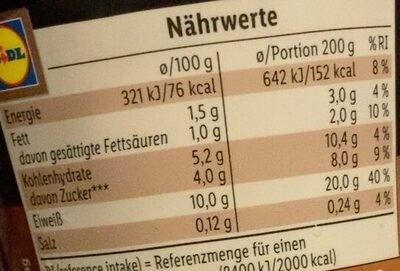 Nährwerte
ø/100 g ø/Portion 200 g %RI
Energie 321 kJ/76 kcal 642 kJ/152 kcal 8 %
Fett 1,5 g 3,0 g 4 %
davon gesättigte Fettsäuren 1,0 g 2,0 g 10 %
Kohlenhydrate 5,2 g 10,4 g 4 %
davon Zucker*** 4,0 g 8,0 g 9 %
Eiweiß 10,0 g 20,0 g 40 %
Salz 0,12 g 0,24 g 4 %
(reference intake) = Referenzmenge für einen
(8400 kJ/2000 kcal)